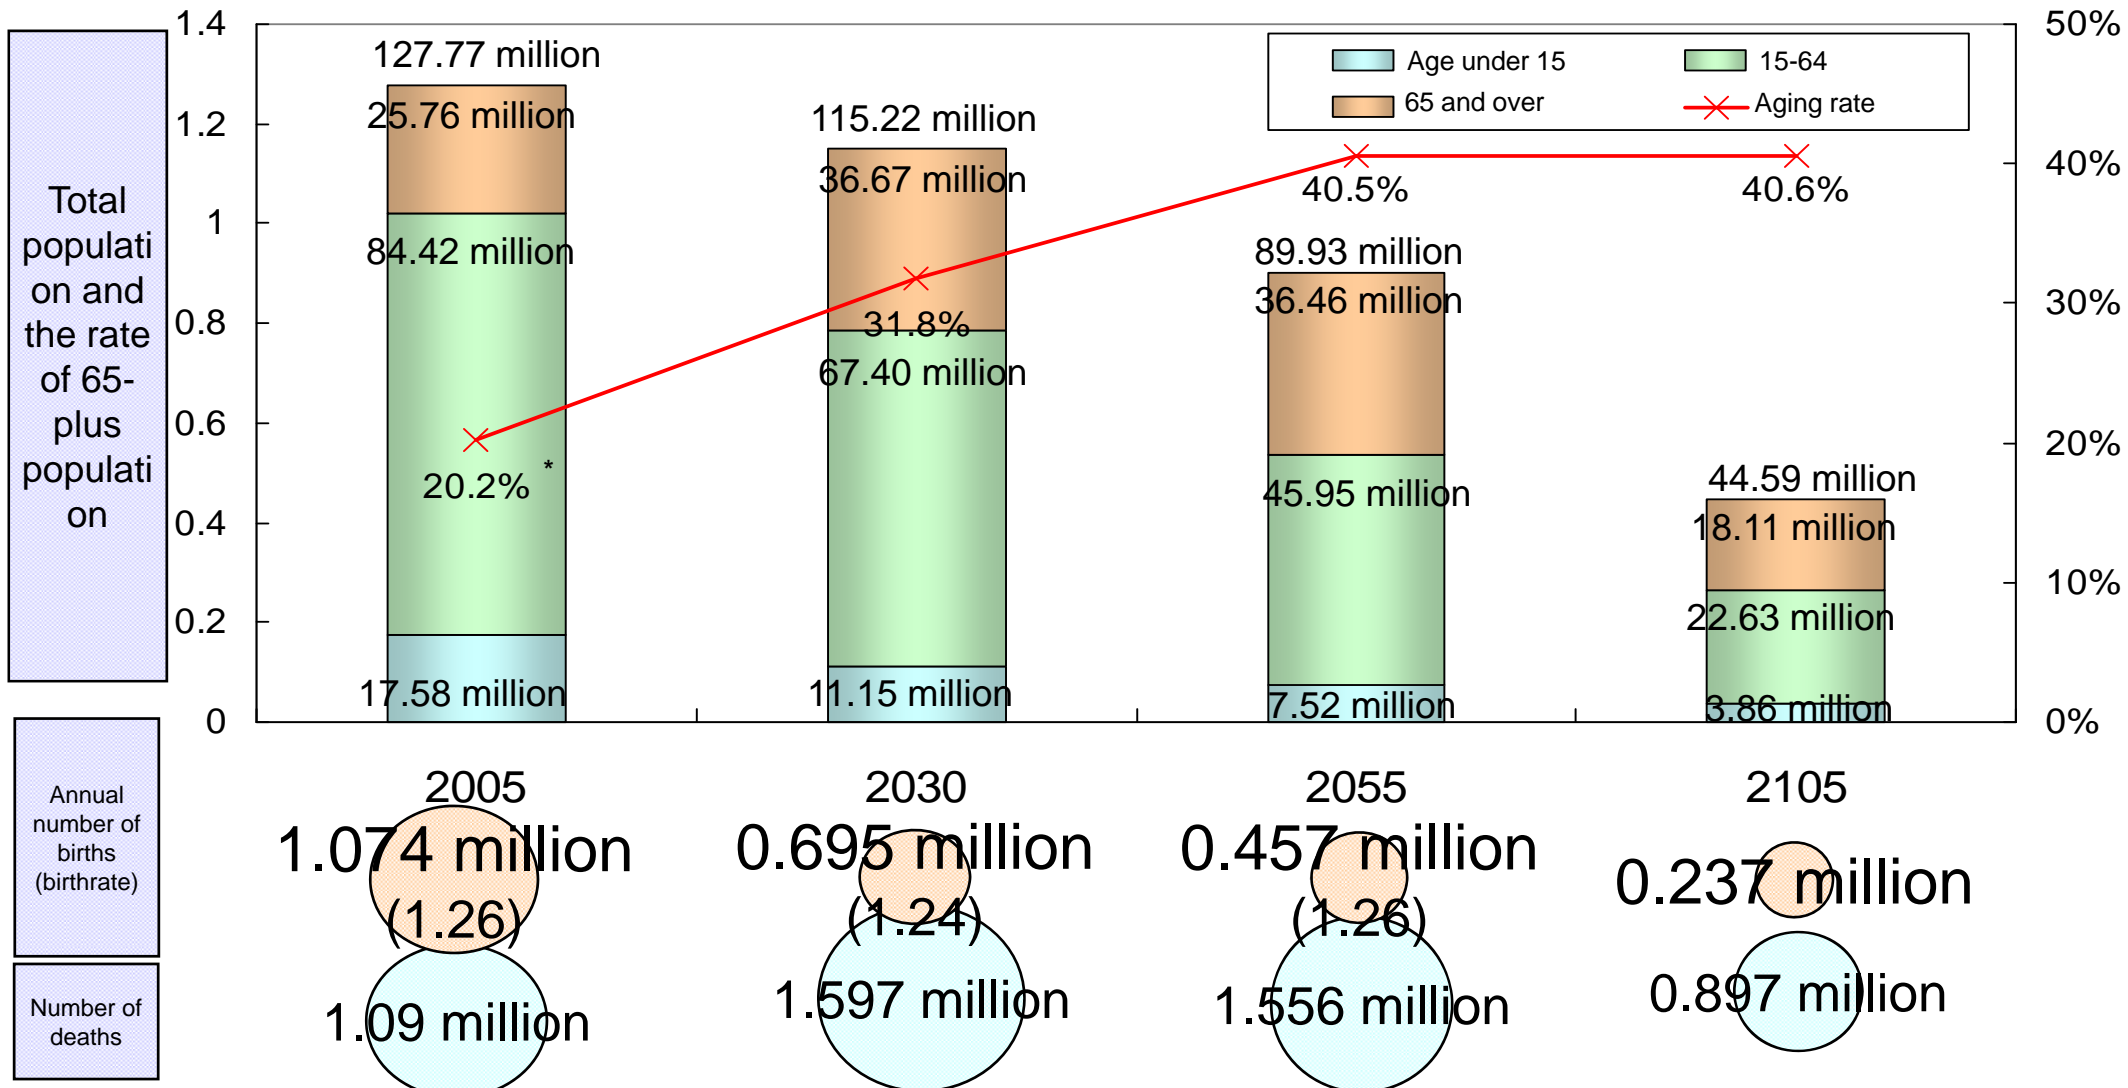 Total
populati
on and
the rate
of 65-
plus
populati
on
1.4
1.2
1
0.8
0.6
0.4
0.2
0
50%
40%
30%
20%
10%
0%
Age under 15
15-64
65 and over
Aging rate
127.77 million
25.76 million
84.42 million
20.2% *
17.58 million
115.22 million
36.67 million
31.8%
67.40 million
11.15 million
40.5%
89.93 million
36.46 million
45.95 million
7.52 million
40.6%
44.59 million
18.11 million
22.63 million
3.86 million
2005
2030
2055
2105
Annual
number of
births
(birthrate)
1.074 million
(1.26)
0.695 million
(1.24)
0.457 million
(1.26)
0.237 million
Number of
deaths
1.09 million
1.597 million
1.556 million
0.897 million